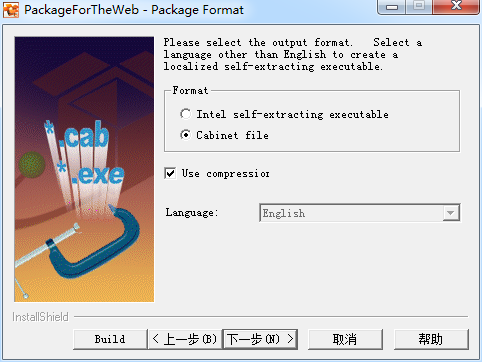 PackageForTheWeb - Package Format
Please select the output format.   Select a
language other than English to create a
localized self-extracting executable.
Format
Intel self-extracting executable
Cabinet file
*.cab
*.exe
Use compression
Language:
English
InstallShield
Build
< 上一步(B)
下一步(N) >
取消
帮助